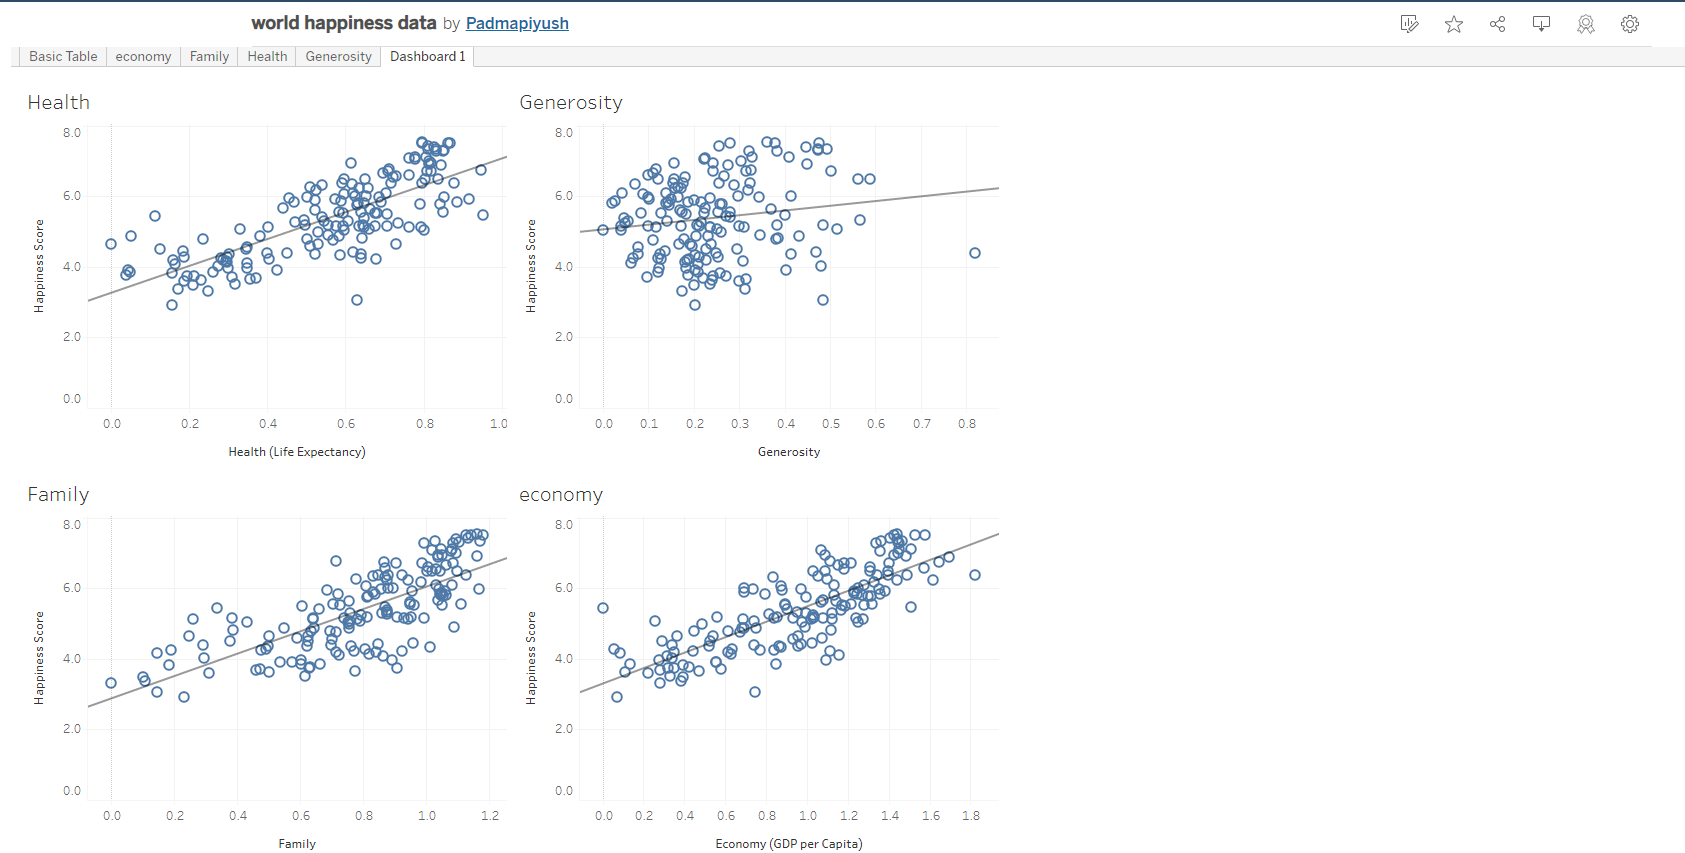 world happiness data by Padmapiyush
Basic Table economy Family Health Generosity Dashboard 1
Health
8.0
6.0
4.0
2.0
0.0
Happiness Score
0.0 0.2 0.4 0.6 0.8 1.0
Health (Life Expectancy)
Generosity
8.0
6.0
4.0
2.0
0.0
Happiness Score
0.0 0.1 0.2 0.3 0.4 0.5 0.6 0.7 0.8
Generosity
Family
8.0
6.0
4.0
2.0
0.0
Happiness Score
0.0 0.2 0.4 0.6 0.8 1.0 1.2
Family
economy
8.0
6.0
4.0
2.0
0.0
Happiness Score
0.0 0.2 0.4 0.6 0.8 1.0 1.2 1.4 1.6 1.8
Economy (GDP per Capita)